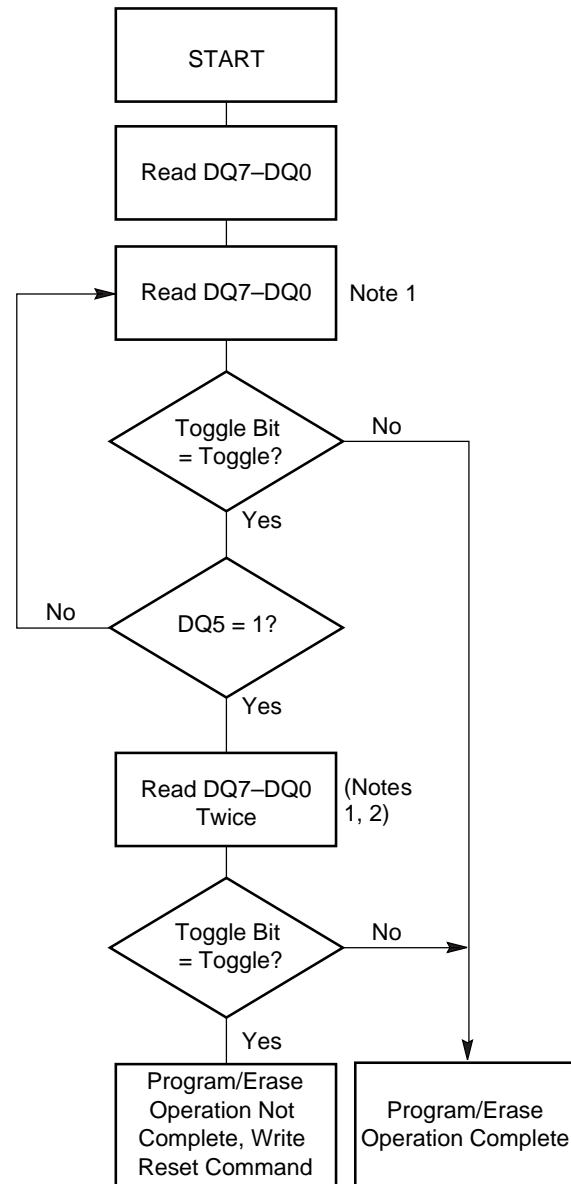 START
Read DQ7–DQ0
Read DQ7–DQ0
Note 1
Toggle Bit
= Toggle?
No
Yes
DQ5 = 1?
No
Yes
Read DQ7–DQ0
Twice
(Notes
1, 2)
Toggle Bit
= Toggle?
No
Yes
Program/Erase
Operation Not
Complete, Write
Reset Command
Program/Erase
Operation Complete